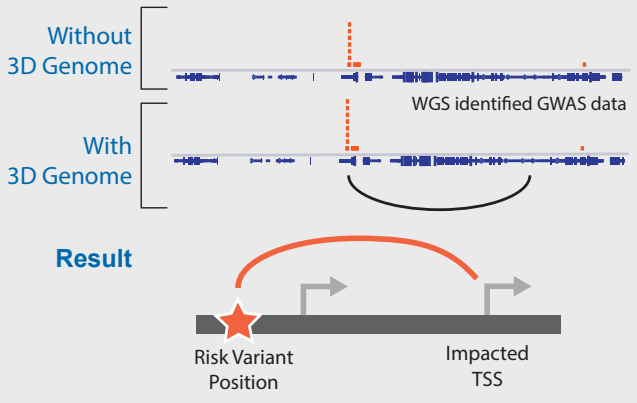 Without
3D Genome
WGS identified GWAS data
With
3D Genome
Result
Risk Variant
Position
Impacted
TSS